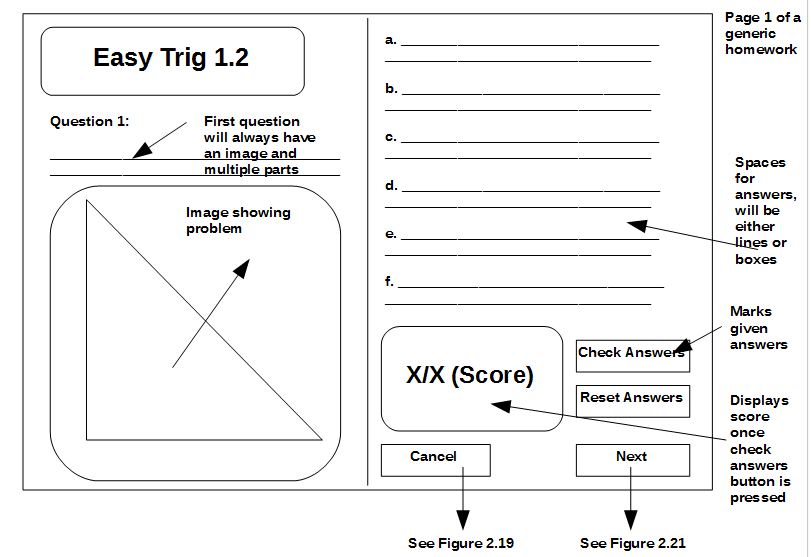 Easy Trig 1.2
Question 1:
First question
will always have
an image and
multiple parts
Image showing
problem
a.
b.
c.
d.
e.
f.
X/X (Score)
Check Answers
Reset Answers
Cancel
Next
See Figure 2.19
See Figure 2.21
Page 1 of a
generic
homework
Spaces
for
answers,
will be
either
lines or
boxes
Marks
given
answers
Displays
score
once
check
answers
button is
pressed